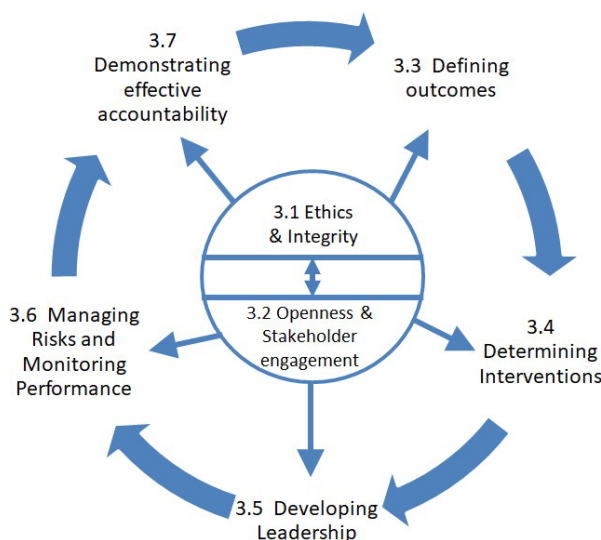 3.7
Demonstrating
effective
accountability
3.3 Defining
outcomes
3.1 Ethics
& Integrity
3.2 Openness &
Stakeholder
engagement
3.4
Determining
Interventions
3.6 Managing
Risks and
Monitoring
Performance
3.5 Developing
Leadership